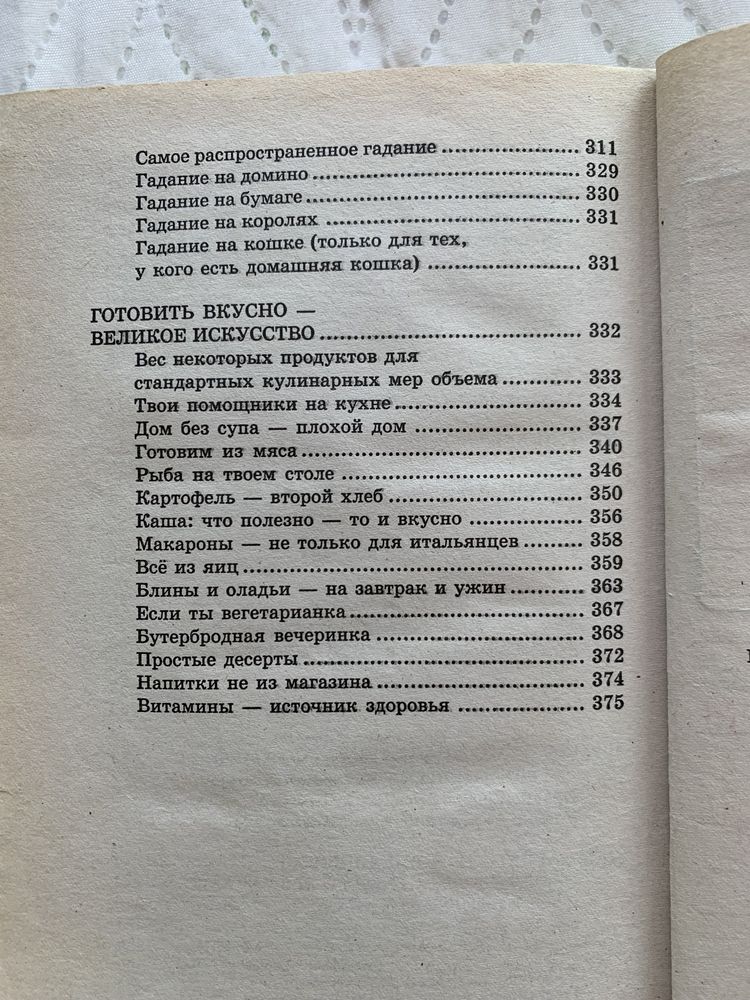 Самое распространенное гадание ..................... 311
Гадание на домино ........................................ 329
Гадание на бумаге ......................................... 330
Гадание на королях ...................................... 331
Гадание на кошке (только для тех,
у кого есть домашняя кошка) ....................... 331
ГОТОВИТЬ ВКУСНО —
ВЕЛИКОЕ ИСКУССТВО ....................................... 332
Вес некоторых продуктов для
стандартных кулинарных мер объема ............ 333
Твои помощники на кухне ............................ 334
Дом без супа — плохой дом ......................... 337
Готовим из мяса .......................................... 340
Рыба на твоем столе .................................... 346
Картофель — второй хлеб ............................. 350
Каша: что полезно — то и вкусно ................. 356
Макароны — не только для итальянцев ......... 358
Всё из яиц ................................................... 359
Блины и оладьи — на завтрак и ужин ........... 363
Если ты вегетарианка ................................... 367
Бутербродная вечеринка ............................... 368
Простые десерты .......................................... 372
Напитки не из магазина ............................... 374
Витамины — источник здоровья ................... 375